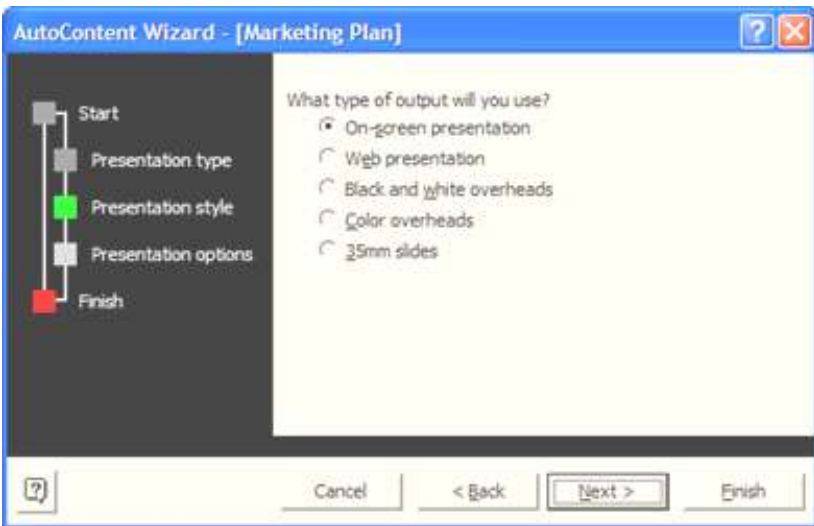 AutoContent Wizard - [Marketing Plan]
Start
Presentation type
Presentation style
Presentation options
Finish
What type of output will you use?
On-screen presentation
Web presentation
Black and white overheads
Color overheads
35mm slides
Cancel
< Back
Next >
Finish